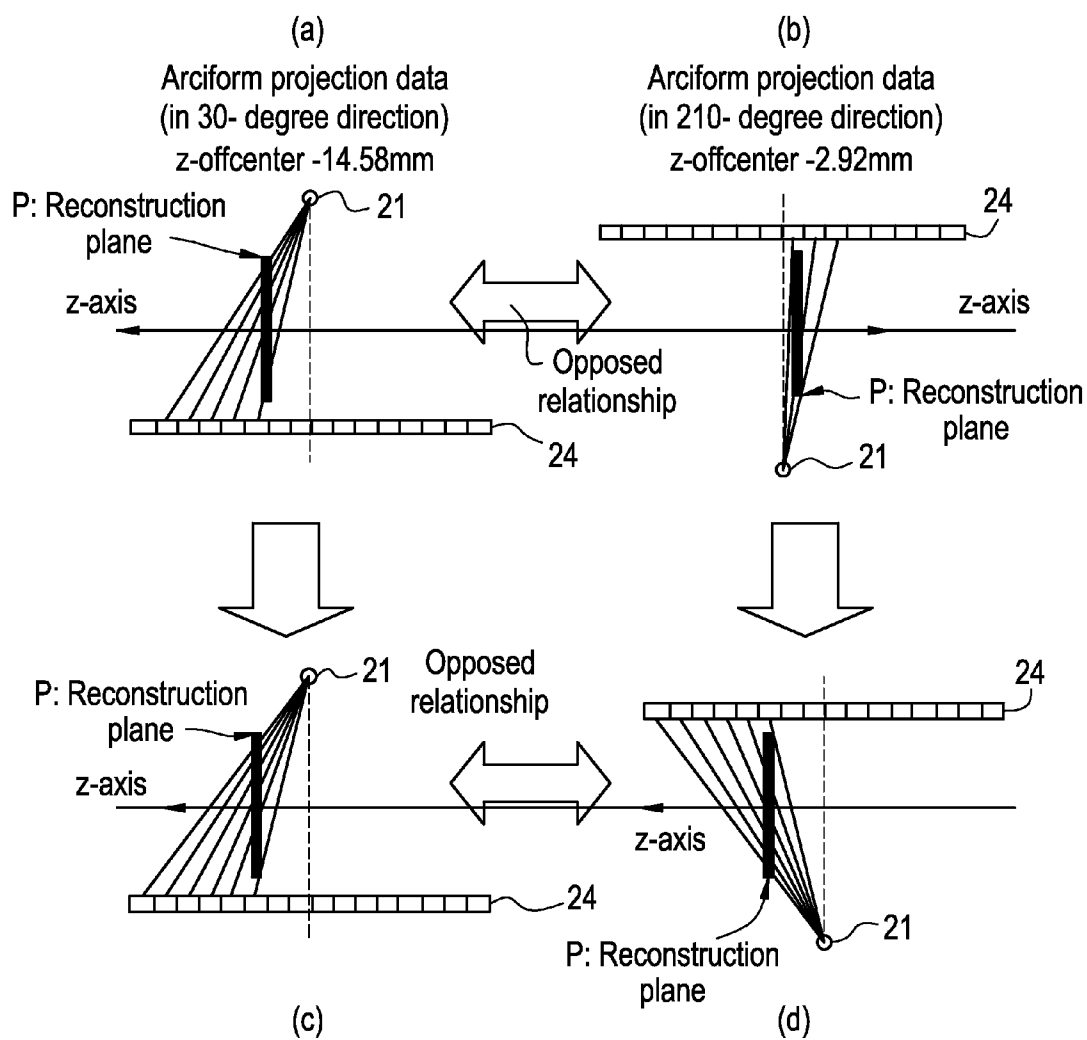 (a)
Arciform projection data
(in 30- degree direction)
z-offcenter -14.58mm
21
P: Reconstruction
plane
z-axis
24
(b)
Arciform projection data
(in 210- degree direction)
z-offcenter -2.92mm
24
z-axis
P: Reconstruction
plane
21
Opposed
relationship
P: Reconstruction
plane
21
z-axis
24
(c)
Opposed
relationship
24
z-axis
21
P: Reconstruction
plane
(d)